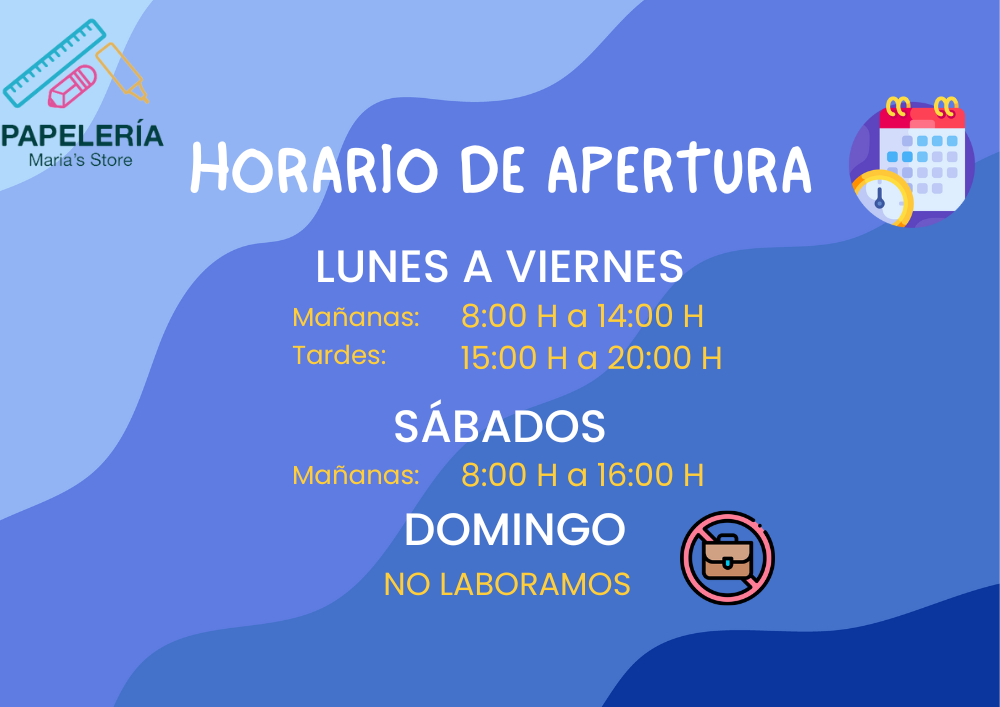 PAPELERÍA
Maria's Store
HORARIO DE APERTURA
LUNES A VIERNES
Mañanas: 8:00 H a 14:00 H
Tardes: 15:00 H a 20:00 H
SÁBADOS
Mañanas: 8:00 H a 16:00 H
DOMINGO
NO LABORAMOS